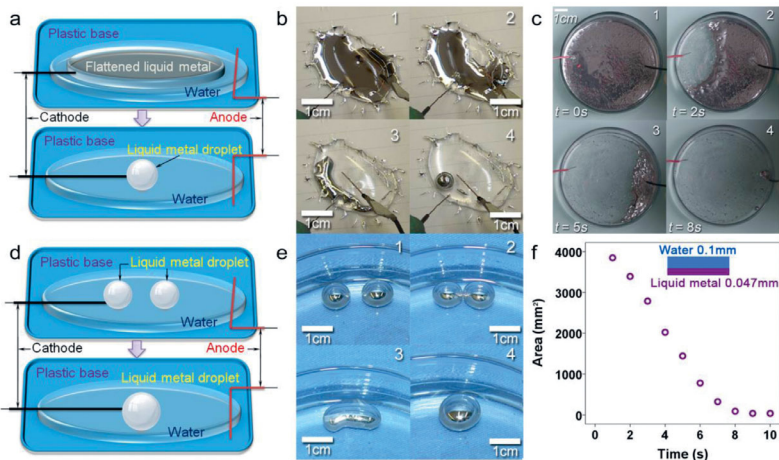 a
Plastic base
Flattened liquid metal
Water
Cathode
Anode
Plastic base
Liquid metal droplet
Water
b
1
2
1cm
1cm
3
4
1cm
1cm
c
1cm
1
2
t = 0s
t = 2s
3
4
t = 5s
t = 8s
d
Plastic base
Liquid metal droplet
Water
Cathode
Anode
Plastic base
Liquid metal droplet
Water
e
1
2
1cm
1cm
3
4
1cm
1cm
f
Water 0.1mm
Liquid metal 0.047mm
Area (mm²)
4000
3000
2000
1000
0
0 2 4 6 8 10
Time (s)